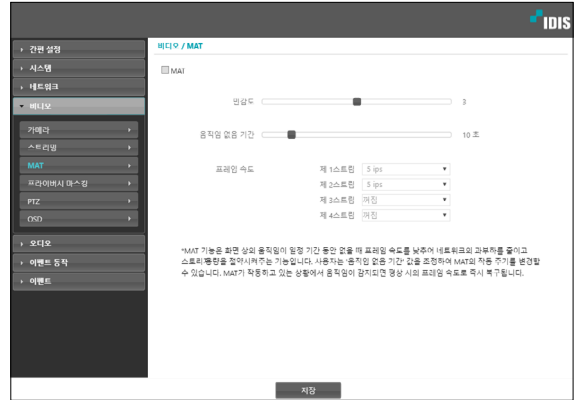 IDIS
간편 설정
시스템
네트워크
비디오
카메라
스트리밍
MAT
프라이버시 마스킹
PTZ
OSD
오디오
이벤트 동작
이벤트
비디오 / MAT
MAT
민감도 3
움직임 없음 기간 10 초
프레임 속도 제 1스트림 5 ips
제 2스트림 5 ips
제 3스트림 꺼짐
제 4스트림 꺼짐
*MAT 기능은 화면 상의 움직임이 일정 기간 동안 없을 때 프레임 속도를 낮추어 네트워크의 과부하를 줄이고
스토리지용량을 절약시켜주는 기능입니다. 사용자는 '움직임 없음 기간' 값을 조정하여 MAT의 작동 주기를 변경할
수 있습니다. MAT가 작동하고 있는 상황에서 움직임이 감지되면 평상 시의 프레임 속도로 즉시 복구됩니다.
저장